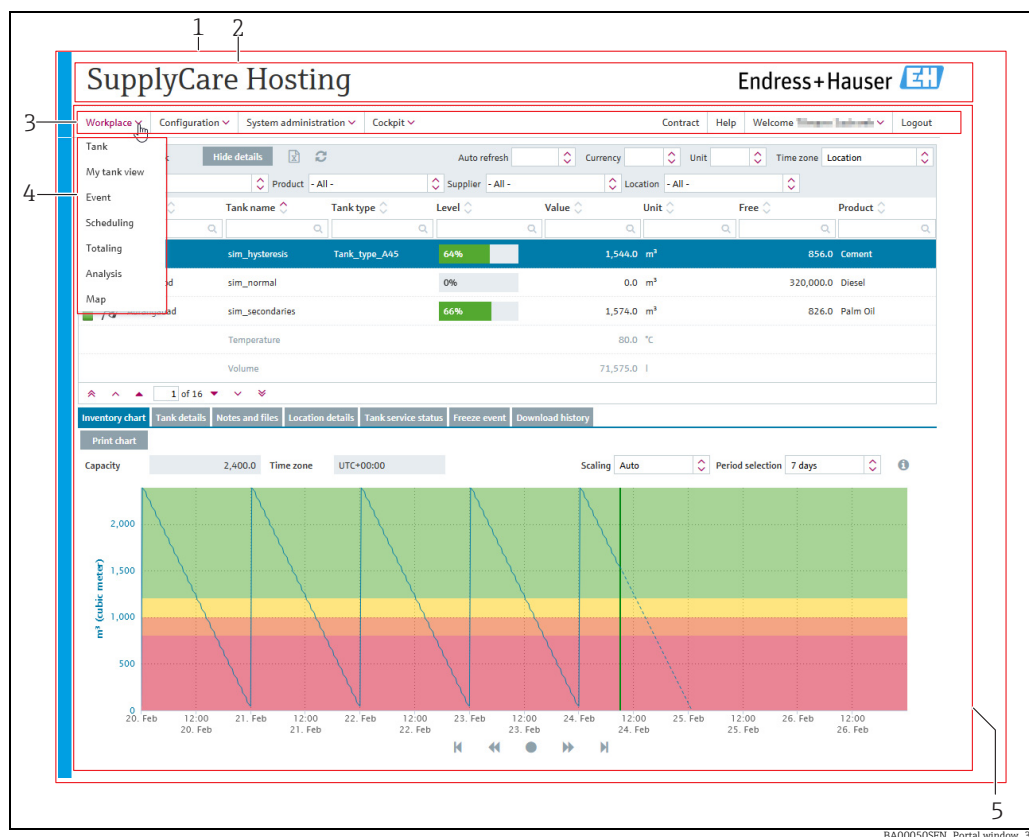 1 2
SupplyCare Hosting Endress+Hauser EH
3
Workplace Configuration System administration Cockpit Contract Help Welcome Logout
Tank
My tank view
Event
Scheduling
Totaling
Analysis
Map
4
Hide details Auto refresh Currency Unit Time zone Location
Product - All - Supplier - All - Location - All -
Tank name Tank type Level Value Unit Free Product
sim_hysteresis Tank_type_A45 64% 1,544.0 m³ 856.0 Cement
sim_normal 0% 0.0 m³ 320,000.0 Diesel
sim_secondaries 66% 1,574.0 m³ 826.0 Palm Oil
Temperature 80.0 °C
Volume 71,575.0 l
1 of 16
Inventory chart Tank details Notes and files Location details Tank service status Freeze event Download history
Print chart
Capacity 2,400.0 Time zone UTC+00:00 Scaling Auto Period selection 7 days
m³ (cubic meter)
2,000
1,500
1,000
500
0
20. Feb 12:00 21. Feb 12:00 22. Feb 12:00 23. Feb 12:00 24. Feb 12:00 25. Feb 12:00 26. Feb 12:00
20. Feb 21. Feb 22. Feb 23. Feb 24. Feb 25. Feb 26. Feb
5
BA00050SEN_Portal window_3